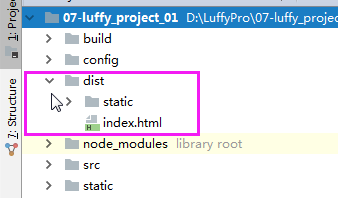 1: Project
7: Structure
07-luffy_project_01 D:\LuffyPro\07-luffy_project
build
config
dist
static
index.html
node_modules library root
src
static